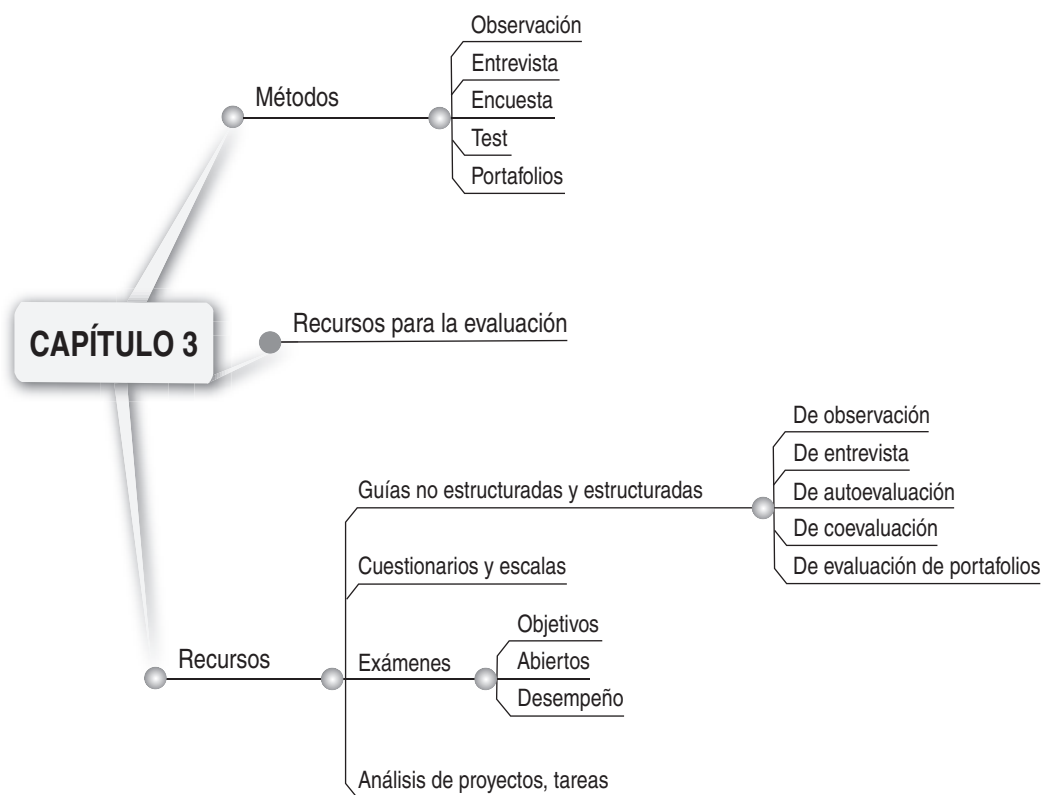 Observación
Entrevista
Métodos
Encuesta
Test
Portafolios
CAPÍTULO 3
Recursos para la evaluación
De observación
De entrevista
Guías no estructuradas y estructuradas
De autoevaluación
De coevaluación
Cuestionarios y escalas
De evaluación de portafolios
Objetivos
Recursos
Exámenes
Abiertos
Desempeño
Análisis de proyectos, tareas